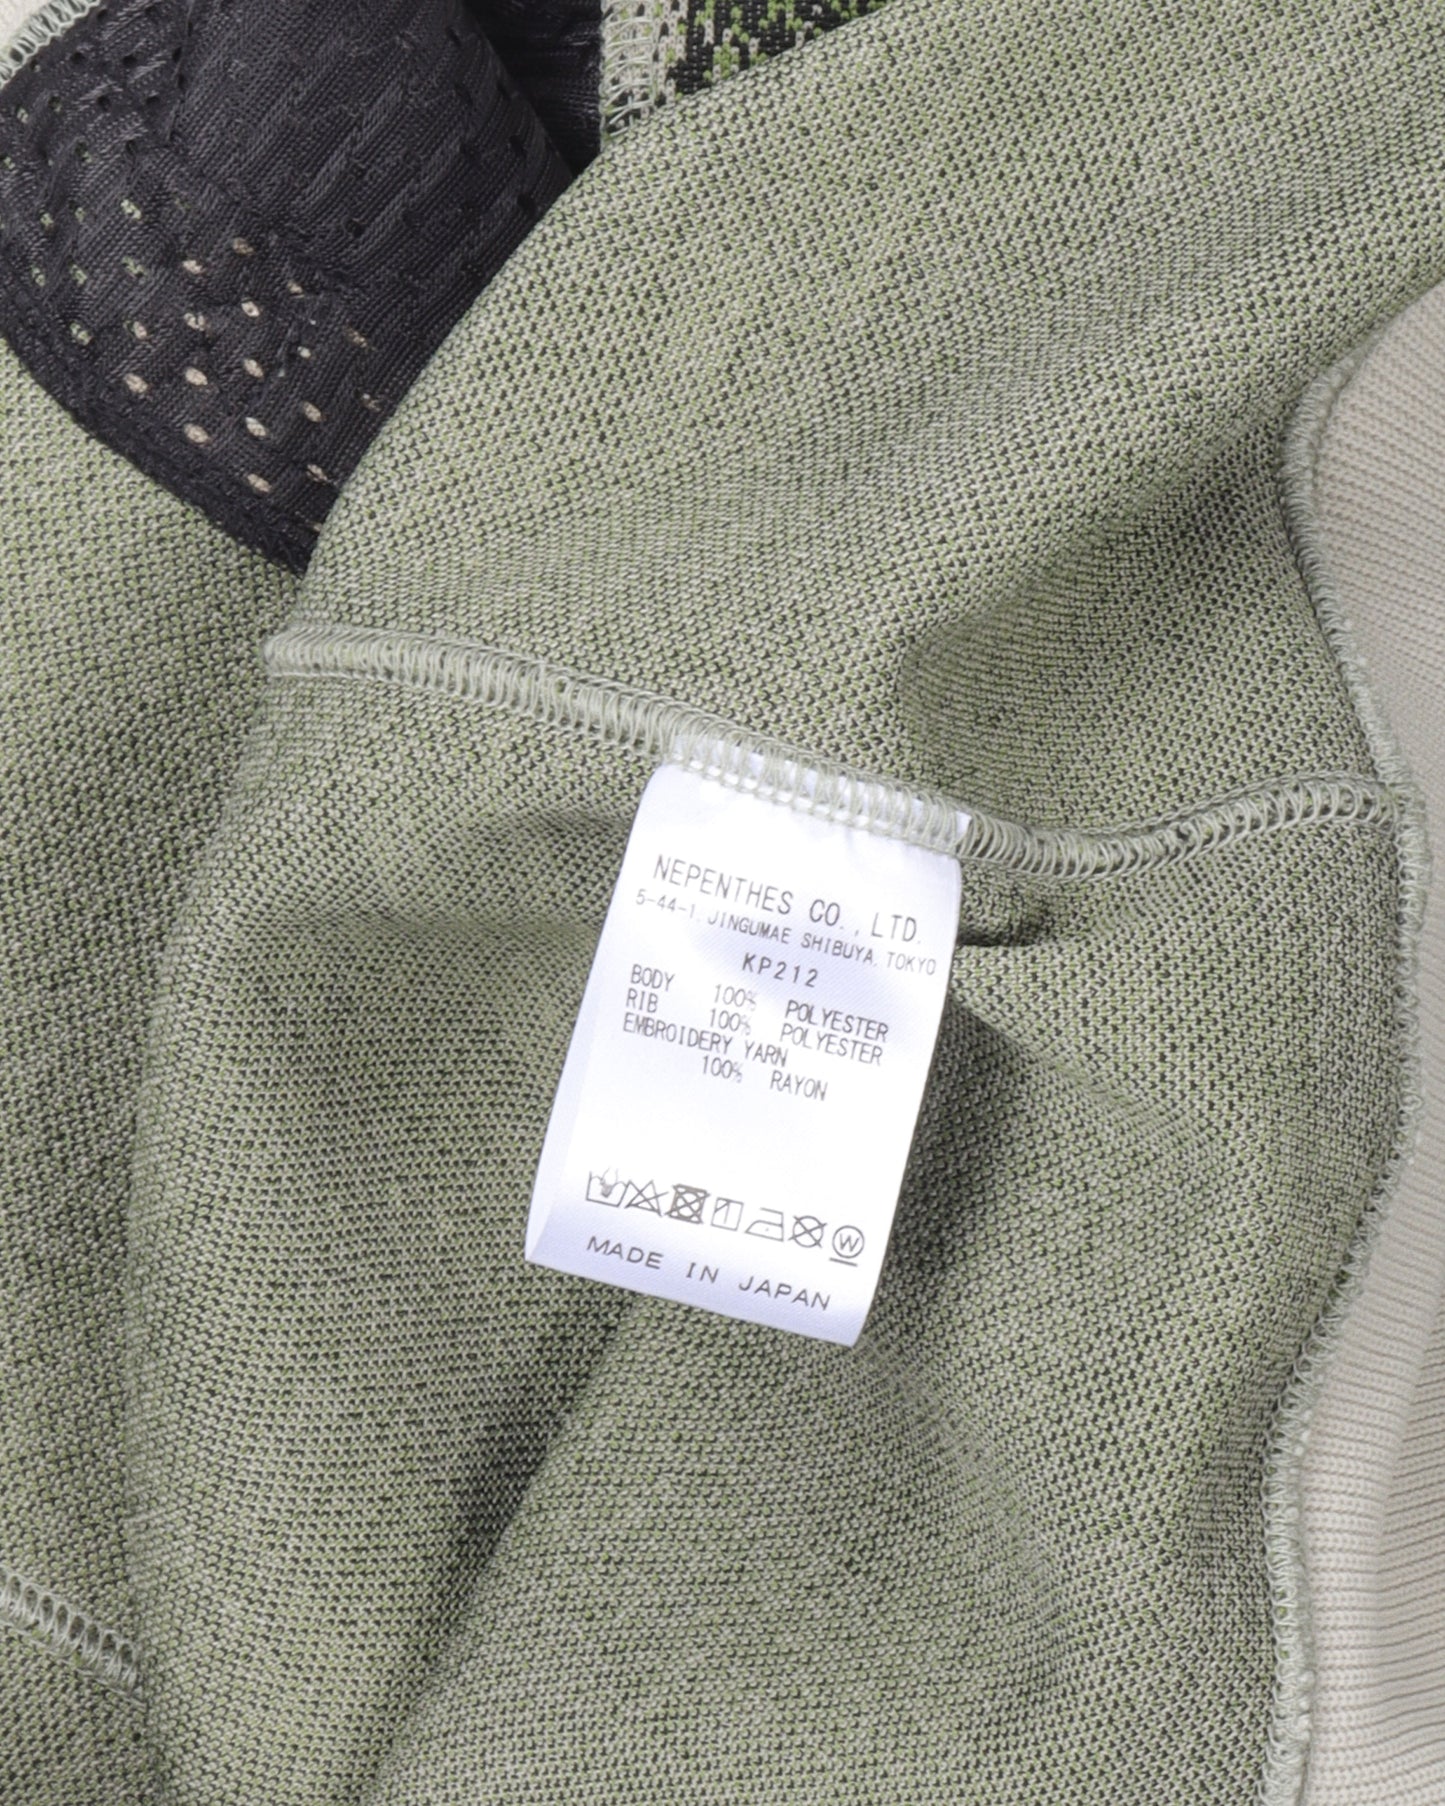 NEPENTHES CO., LTD.
5-44-1, JINGUMAE SHIBUYA, TOKYO
KP212
BODY 100% POLYESTER
RIB 100% POLYESTER
EMBROIDERY YARN
100% RAYON
W
MADE IN JAPAN